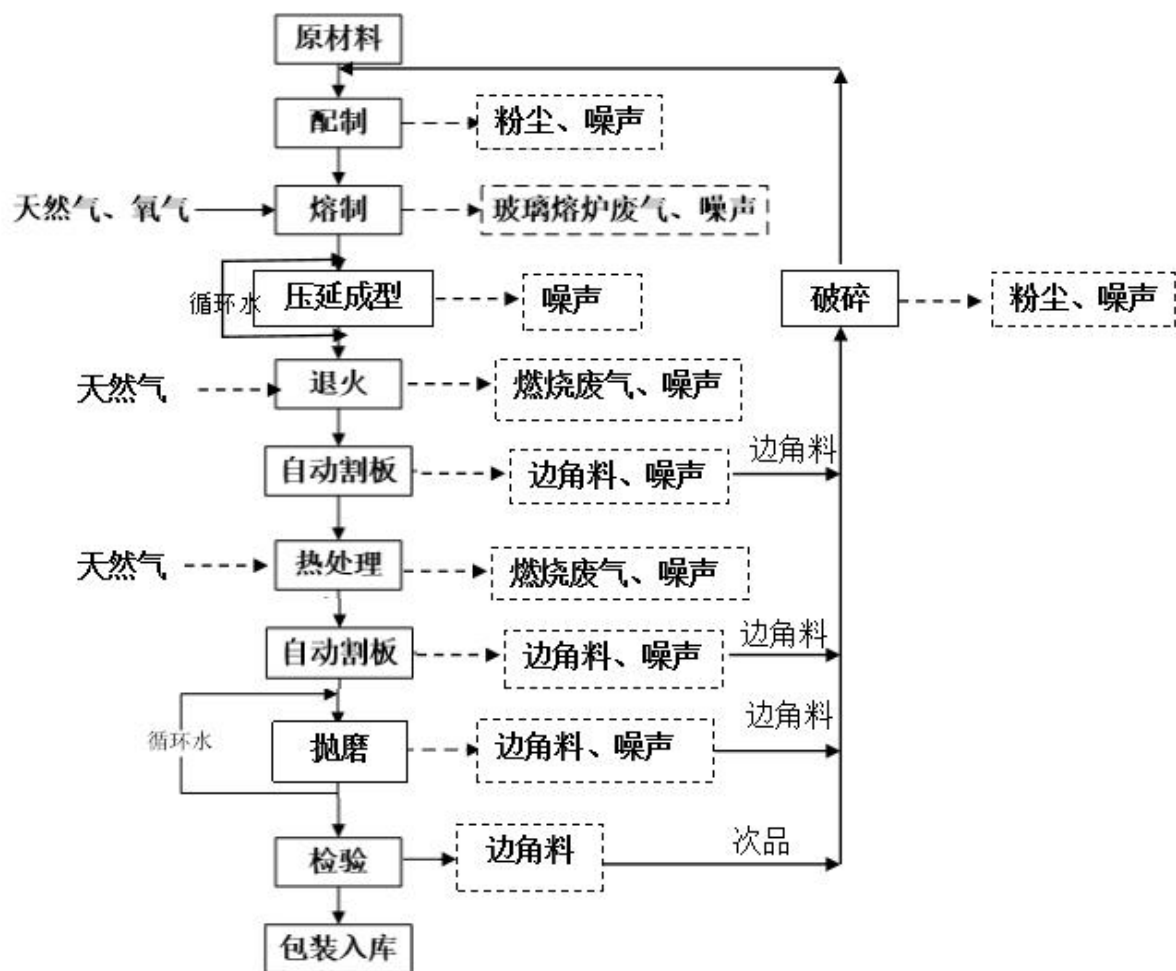 原材料
配制
粉尘、噪声
天然气、氧气
熔制
玻璃熔炉废气、噪声
循环水
压延成型
噪声
破碎
粉尘、噪声
天然气
退火
燃烧废气、噪声
自动割板
边角料、噪声
边角料
天然气
热处理
燃烧废气、噪声
自动割板
边角料、噪声
边角料
循环水
抛磨
边角料、噪声
边角料
检验
边角料
次品
包装入库